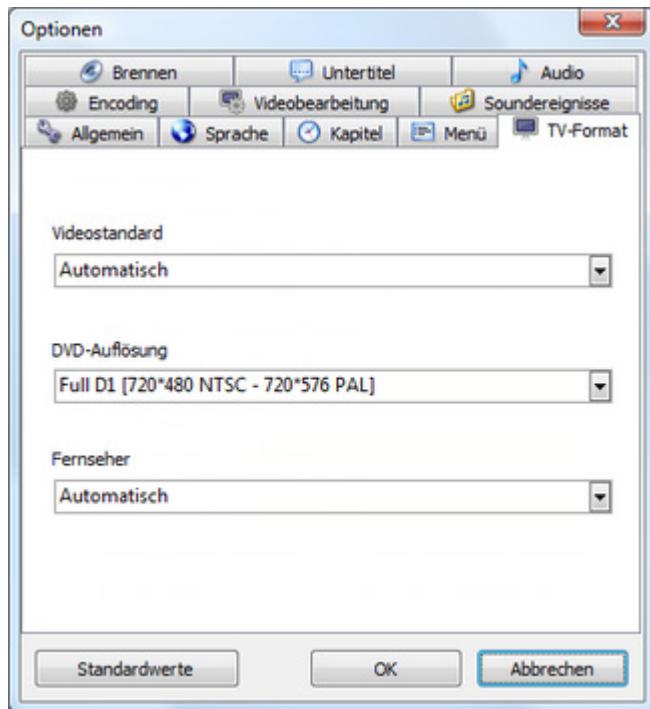 Optionen
Brennen
Untertitel
Audio
Encoding
Videobearbeitung
Soundereignisse
Allgemein
Sprache
Kapitel
Menü
TV-Format
Videostandard
Automatisch
DVD-Auflösung
Full D1 [720*480 NTSC - 720*576 PAL]
Fernseher
Automatisch
Standardwerte
OK
Abbrechen